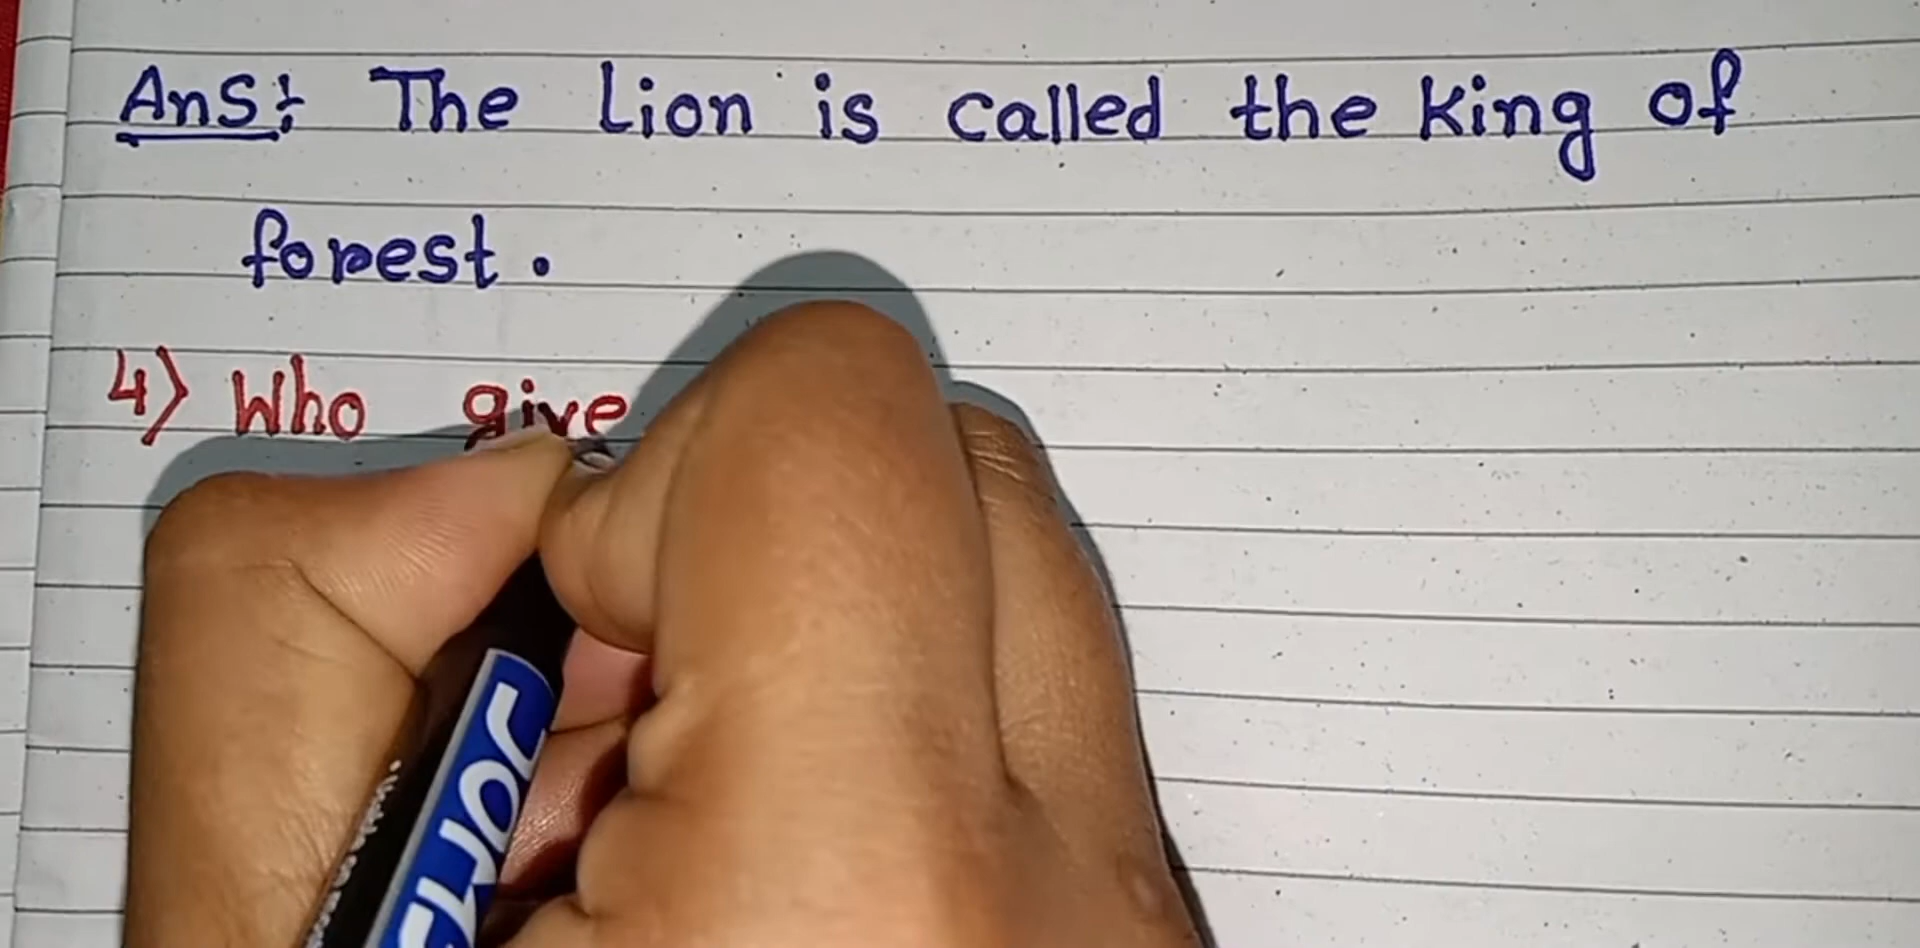 Ans: The Lion is called the King of
forest.
4) Who give